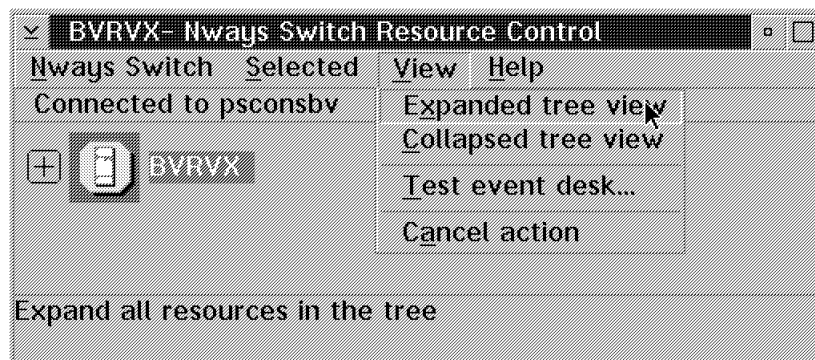 BVRVX- Nways Switch Resource Control
Nways Switch Selected View Help
Connected to psconsbv
Expanded tree view
Collapsed tree view
BVRVX
Test event desk...
Cancel action
Expand all resources in the tree